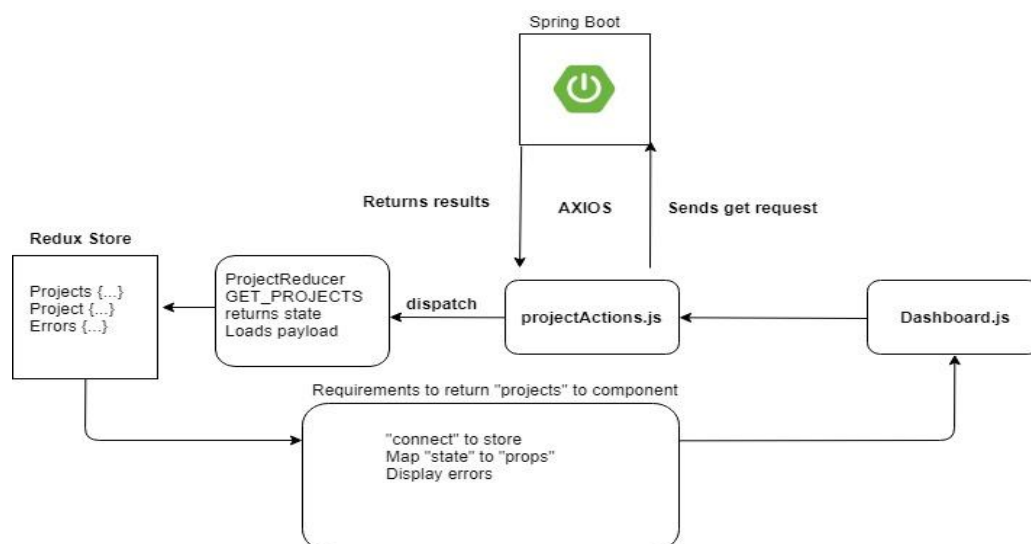 Spring Boot
Returns results
AXIOS
Sends get request
Redux Store
Projects {...}
Project {...}
Errors {...}
ProjectReducer
GET_PROJECTS
returns state
Loads payload
dispatch
projectActions.js
Dashboard.js
Requirements to return "projects" to component
"connect" to store
Map "state" to "props"
Display errors